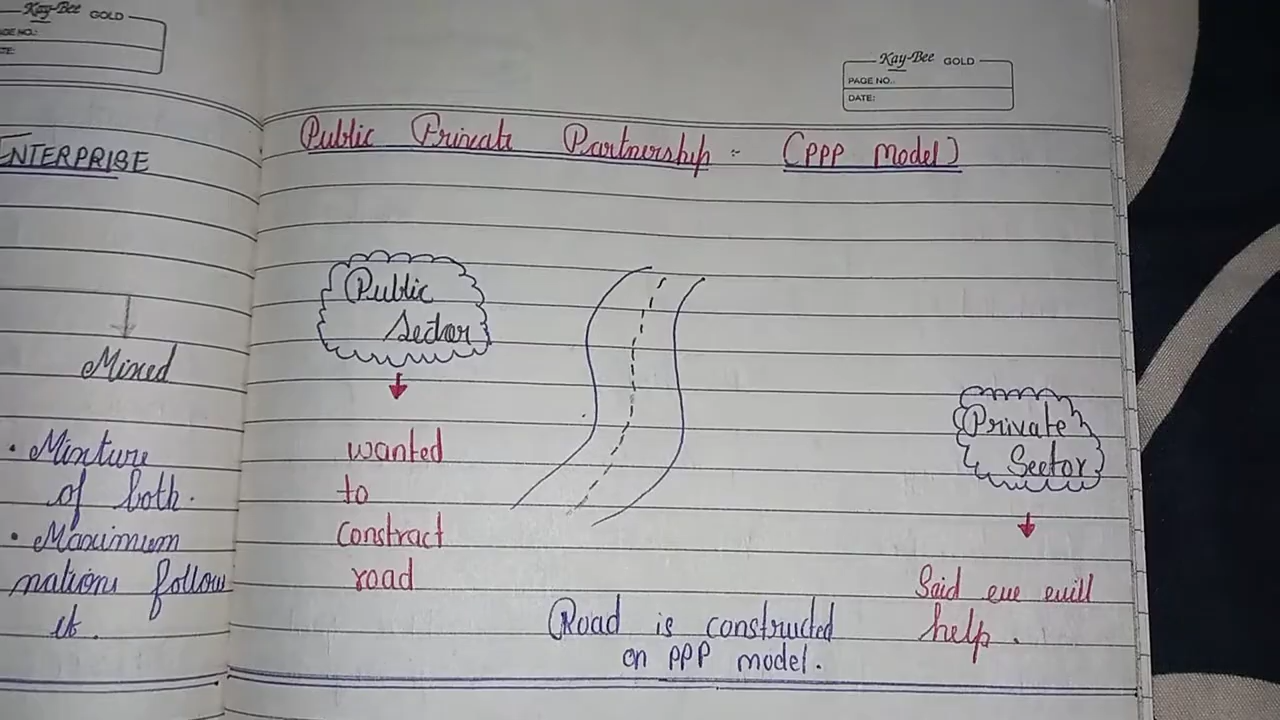 Kay-Bee GOLD
ENTERPRISE
Mixed
• Mixture
of both.
• Maximum
nations follow
it.
Kay-Bee GOLD
PAGE NO.:
DATE:
Public Private Partnership :- (PPP Model)
Public
Sector
wanted
to
constract
road
Private
Sector
Said we will
help.
Road is constructed
on PPP model.